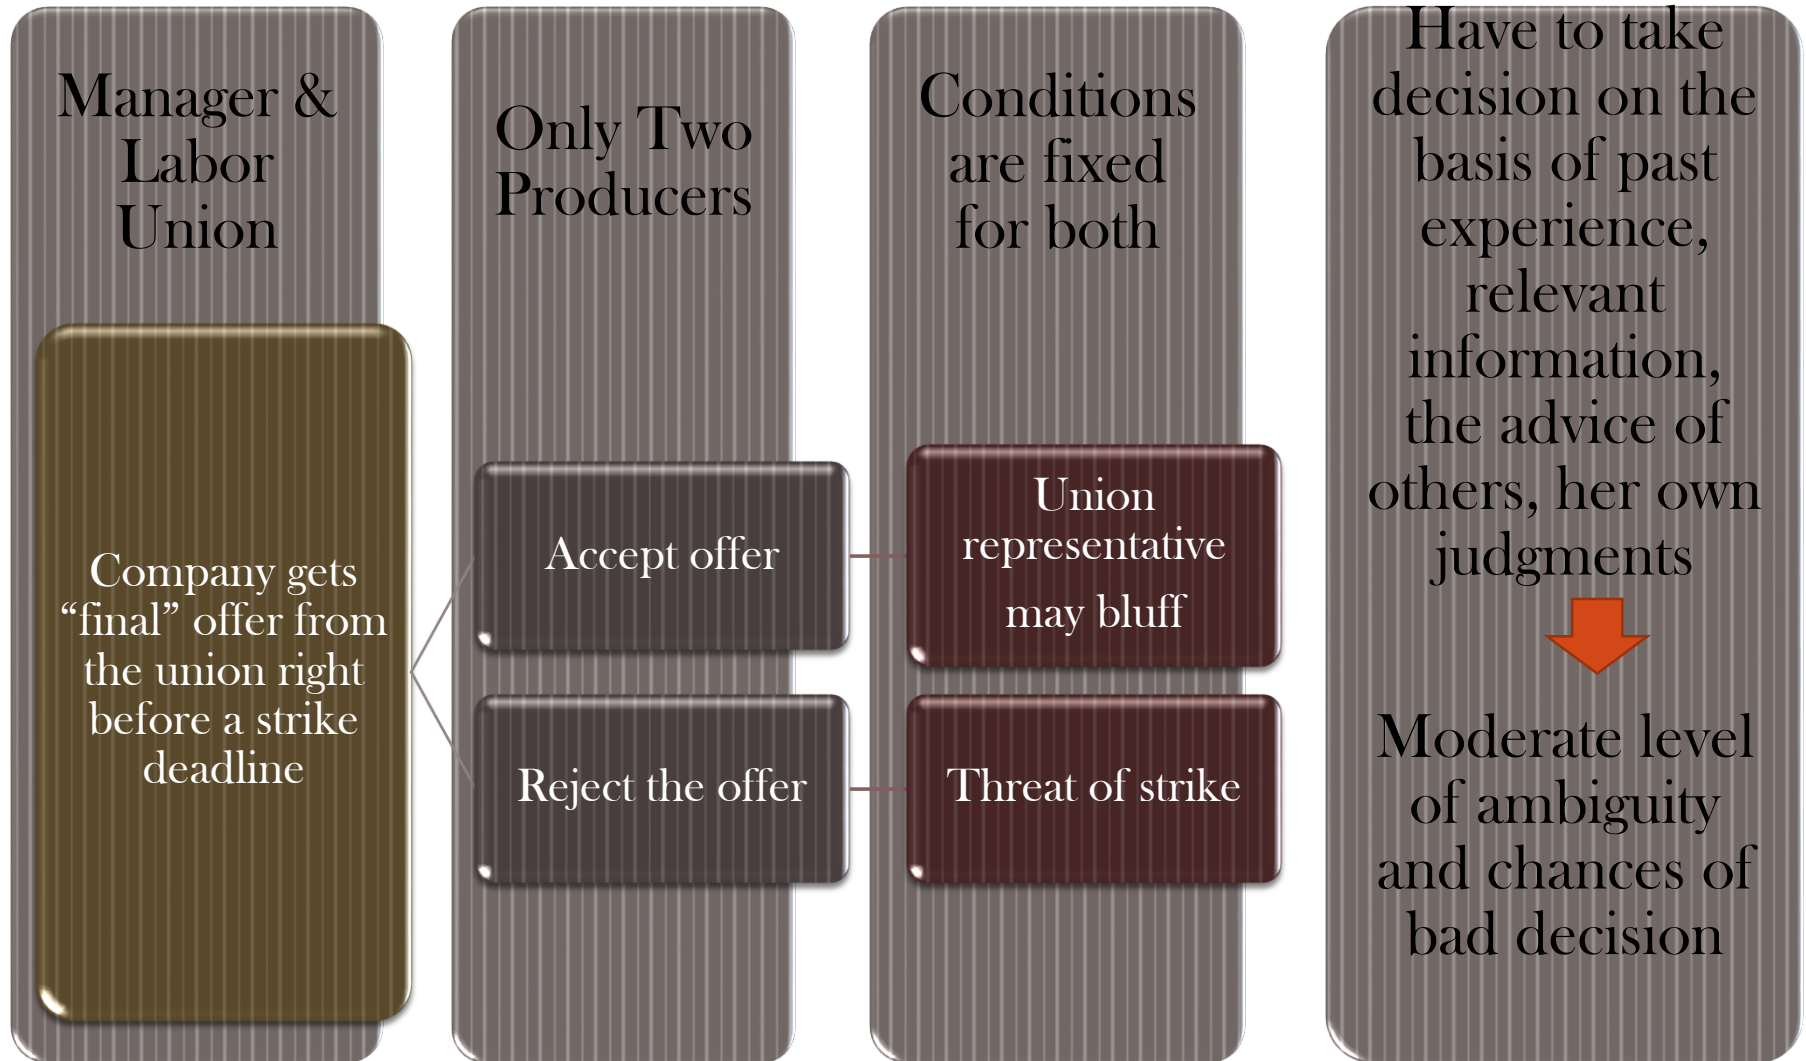 Manager &
Labor
Union
Company gets
“final” offer from
the union right
before a strike
deadline
Only Two
Producers
Accept offer
Reject the offer
Conditions
are fixed
for both
Union
representative
may bluff
Threat of strike
Have to take
decision on the
basis of past
experience,
relevant
information,
the advice of
others, her own
judgments
Moderate level
of ambiguity
and chances of
bad decision